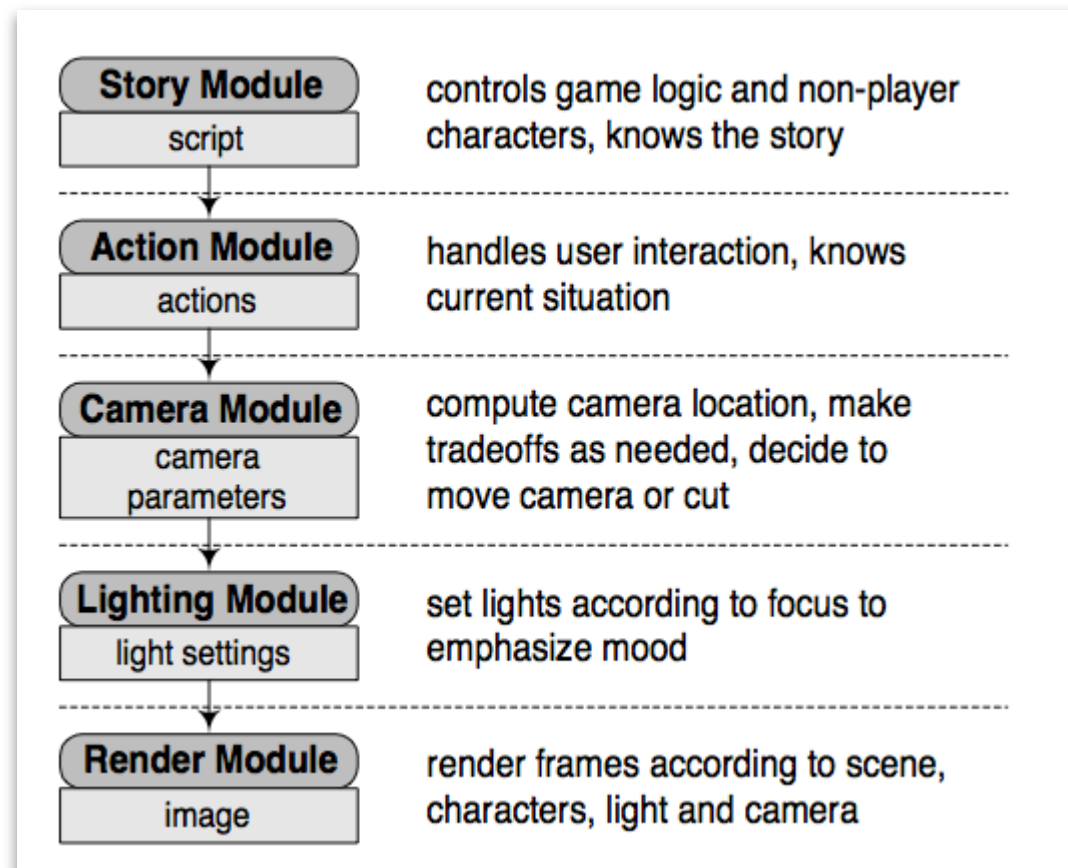 Story Module
script
controls game logic and non-player
characters, knows the story
Action Module
actions
handles user interaction, knows
current situation
Camera Module
camera
parameters
compute camera location, make
tradeoffs as needed, decide to
move camera or cut
Lighting Module
light settings
set lights according to focus to
emphasize mood
Render Module
image
render frames according to scene,
characters, light and camera